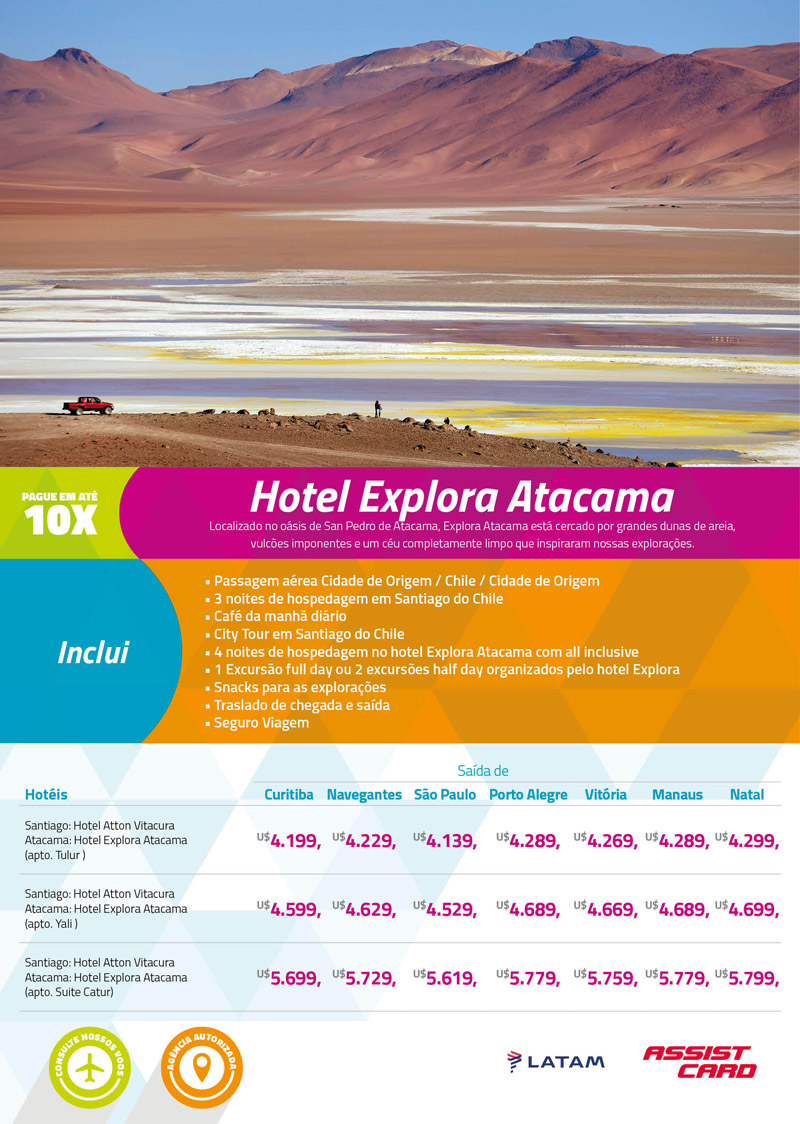 PAGUE EM ATÉ
10X
Hotel Explora Atacama
Localizado no oásis de San Pedro de Atacama, Explora Atacama está cercado por grandes dunas de areia,
vulcões imponentes e um céu completamente limpo que inspiraram nossas explorações.
Inclui
• Passagem aérea Cidade de Origem / Chile / Cidade de Origem
• 3 noites de hospedagem em Santiago do Chile
• Café da manhã diário
• City Tour em Santiago do Chile
• 4 noites de hospedagem no hotel Explora Atacama com all inclusive
• 1 Excursão full day ou 2 excursões half day organizados pelo hotel Explora
• Snacks para as explorações
• Traslado de chegada e saída
• Seguro Viagem
Saída de
Hotéis Curitiba Navegantes São Paulo Porto Alegre Vitória Manaus Natal
Santiago: Hotel Atton Vitacura
Atacama: Hotel Explora Atacama
(apto. Tulur )
U$4.199, U$4.229, U$4.139, U$4.289, U$4.269, U$4.289, U$4.299,
Santiago: Hotel Atton Vitacura
Atacama: Hotel Explora Atacama
(apto. Yali )
U$4.599, U$4.629, U$4.529, U$4.689, U$4.669, U$4.689, U$4.699,
Santiago: Hotel Atton Vitacura
Atacama: Hotel Explora Atacama
(apto. Suite Catur)
U$5.699, U$5.729, U$5.619, U$5.779, U$5.759, U$5.779, U$5.799,
CONSULTE NOSSOS VOOS
AGÊNCIA AUTORIZADA
LATAM
ASSIST
CARD